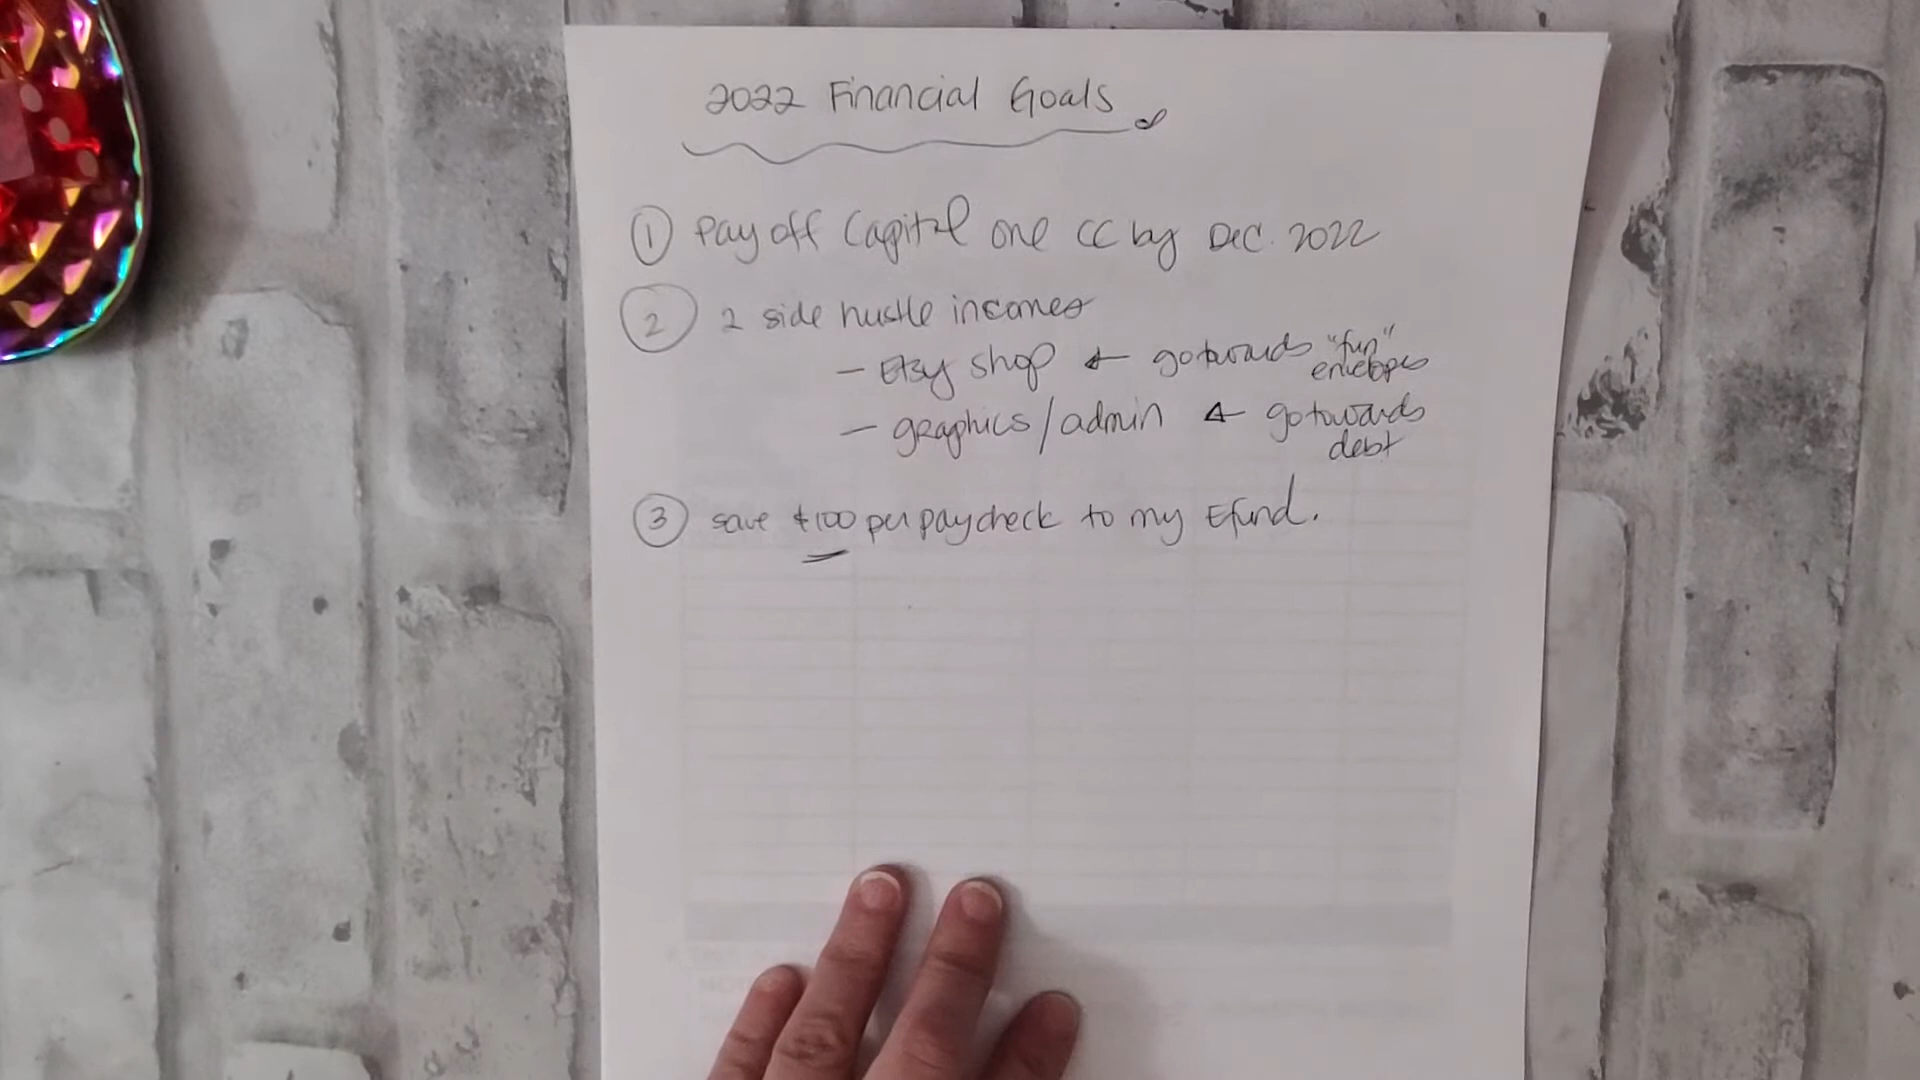 2022 Financial Goals
① Pay off Capital One CC by Dec. 2022
② 2 side hustle incomes
- Etsy shop ← go towards "fun" envelopes
- graphics/admin ← go towards debt
③ save $100 per paycheck to my Efund.